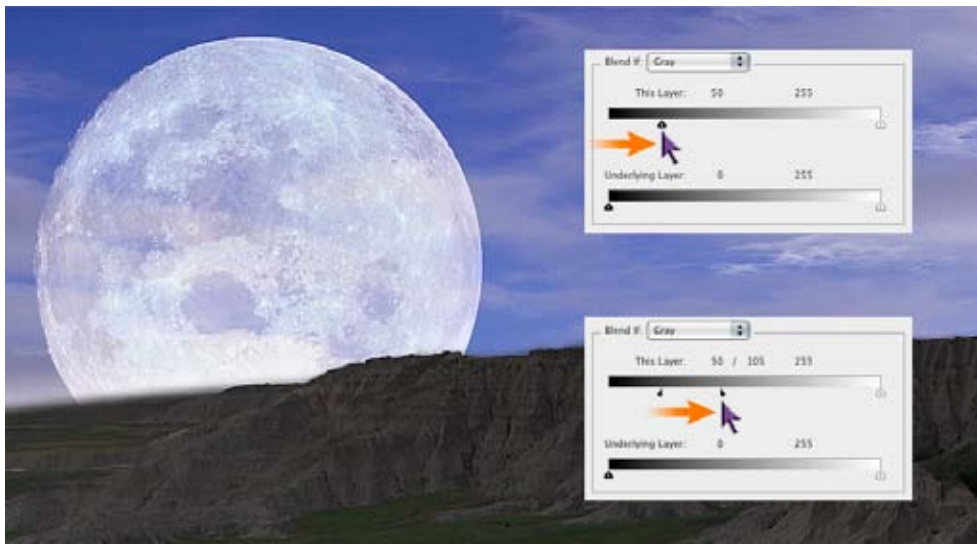 Blend If: Gray
This Layer: 50 255
Underlying Layer: 0 255
Blend If: Gray
This Layer: 50 / 105 255
Underlying Layer: 0 255